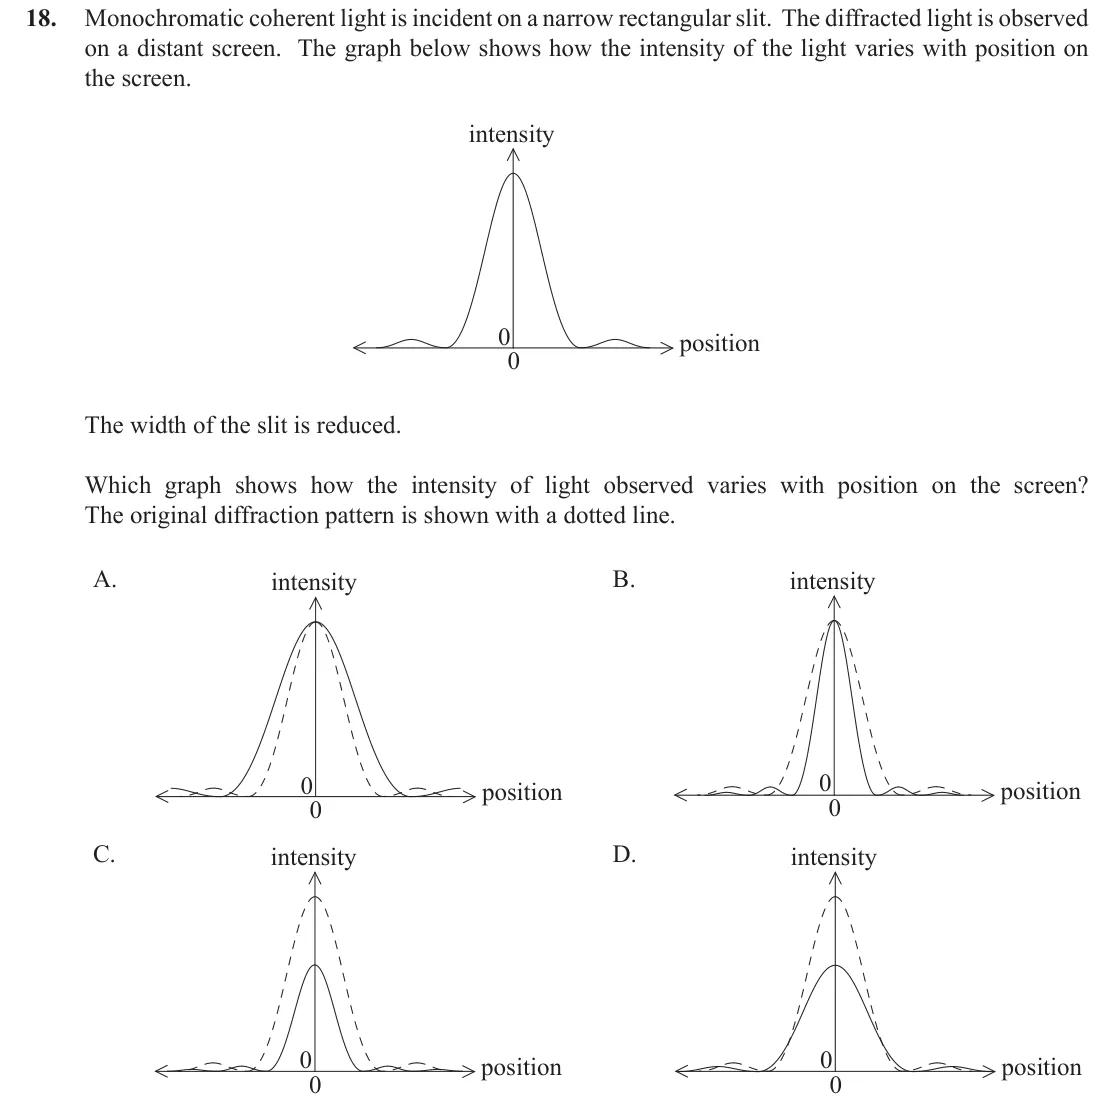 18. Monochromatic coherent light is incident on a narrow rectangular slit. The diffracted light is observed
on a distant screen. The graph below shows how the intensity of the light varies with position on
the screen.
intensity
0
position
0
The width of the slit is reduced.
Which graph shows how the intensity of light observed varies with position on the screen?
The original diffraction pattern is shown with a dotted line.
A.
intensity
0
position
0
B.
intensity
0
position
0
C.
intensity
0
position
0
D.
intensity
0
position
0